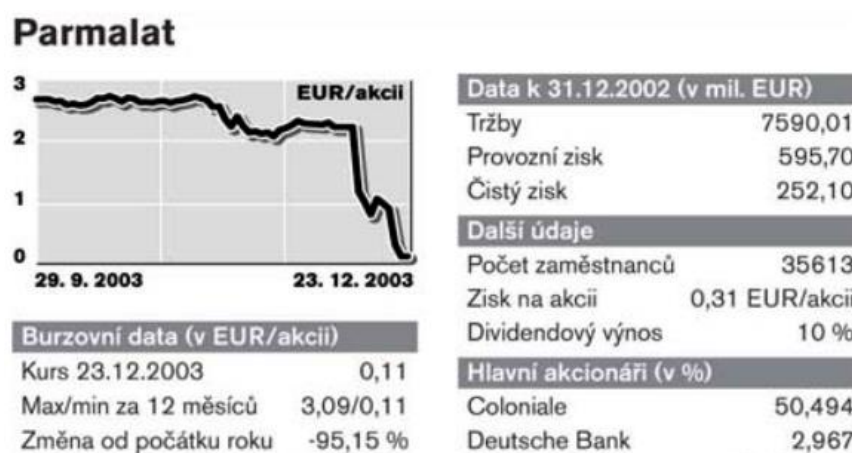 Parmalat
3
EUR/akcii
2
1
0
29. 9. 2003 23. 12. 2003
Burzovní data (v EUR/akcii)
Kurs 23.12.2003 0,11
Max/min za 12 měsíců 3,09/0,11
Změna od počátku roku -95,15 %
Data k 31.12.2002 (v mil. EUR)
Tržby 7590,01
Provozní zisk 595,70
Čistý zisk 252,10
Další údaje
Počet zaměstnanců 35613
Zisk na akcii 0,31 EUR/akcii
Dividendový výnos 10 %
Hlavní akcionáři (v %)
Coloniale 50,494
Deutsche Bank 2,967